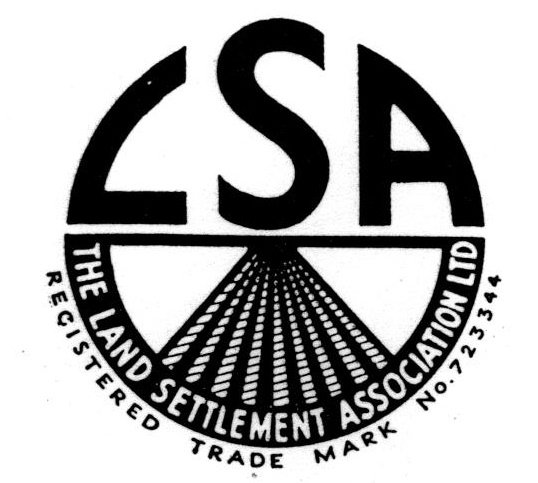 LSA
THE LAND SETTLEMENT ASSOCIATION LTD
REGISTERED TRADE MARK No. 723344